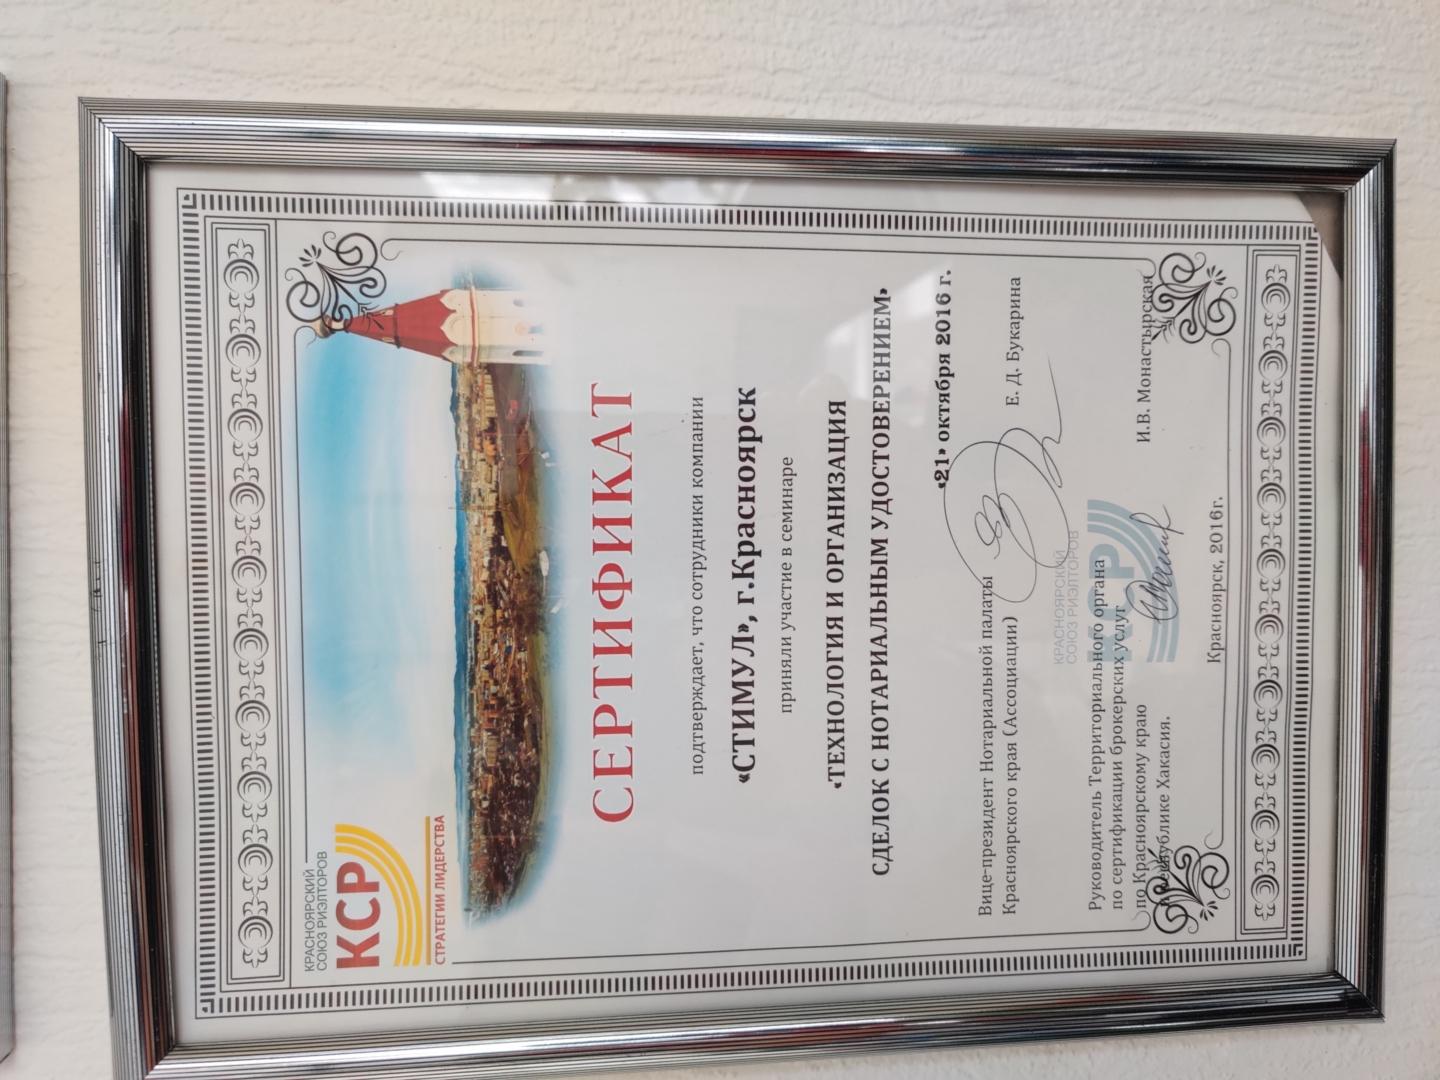 КРАСНОЯРСКИЙ
СОЮЗ РИЭЛТОРОВ
КСР
СТРАТЕГИИ ЛИДЕРСТВА
СЕРТИФИКАТ
подтверждает, что сотрудники компании
«СТИМУЛ», г.Красноярск
приняли участие в семинаре
«ТЕХНОЛОГИЯ И ОРГАНИЗАЦИЯ
СДЕЛОК С НОТАРИАЛЬНЫМ УДОСТОВЕРЕНИЕМ»
«21» октября 2016 г.
Вице-президент Нотариальной палаты
Красноярского края (Ассоциации) Е. Д. Букарина
КРАСНОЯРСКИЙ
СОЮЗ РИЭЛТОРОВ
КСР
Руководитель Территориального органа
по сертификации брокерских услуг
по Красноярскому краю И.В. Монастырская
и Республике Хакасия.
Красноярск, 2016г.